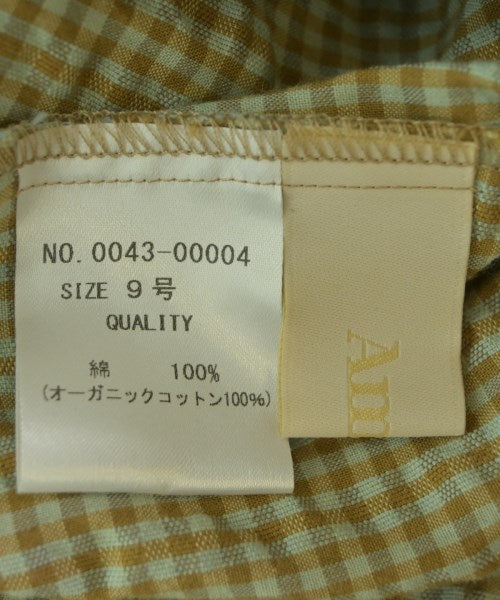 NO. 0043-00004
SIZE 9号
QUALITY
綿 100%
(オーガニックコットン100%)